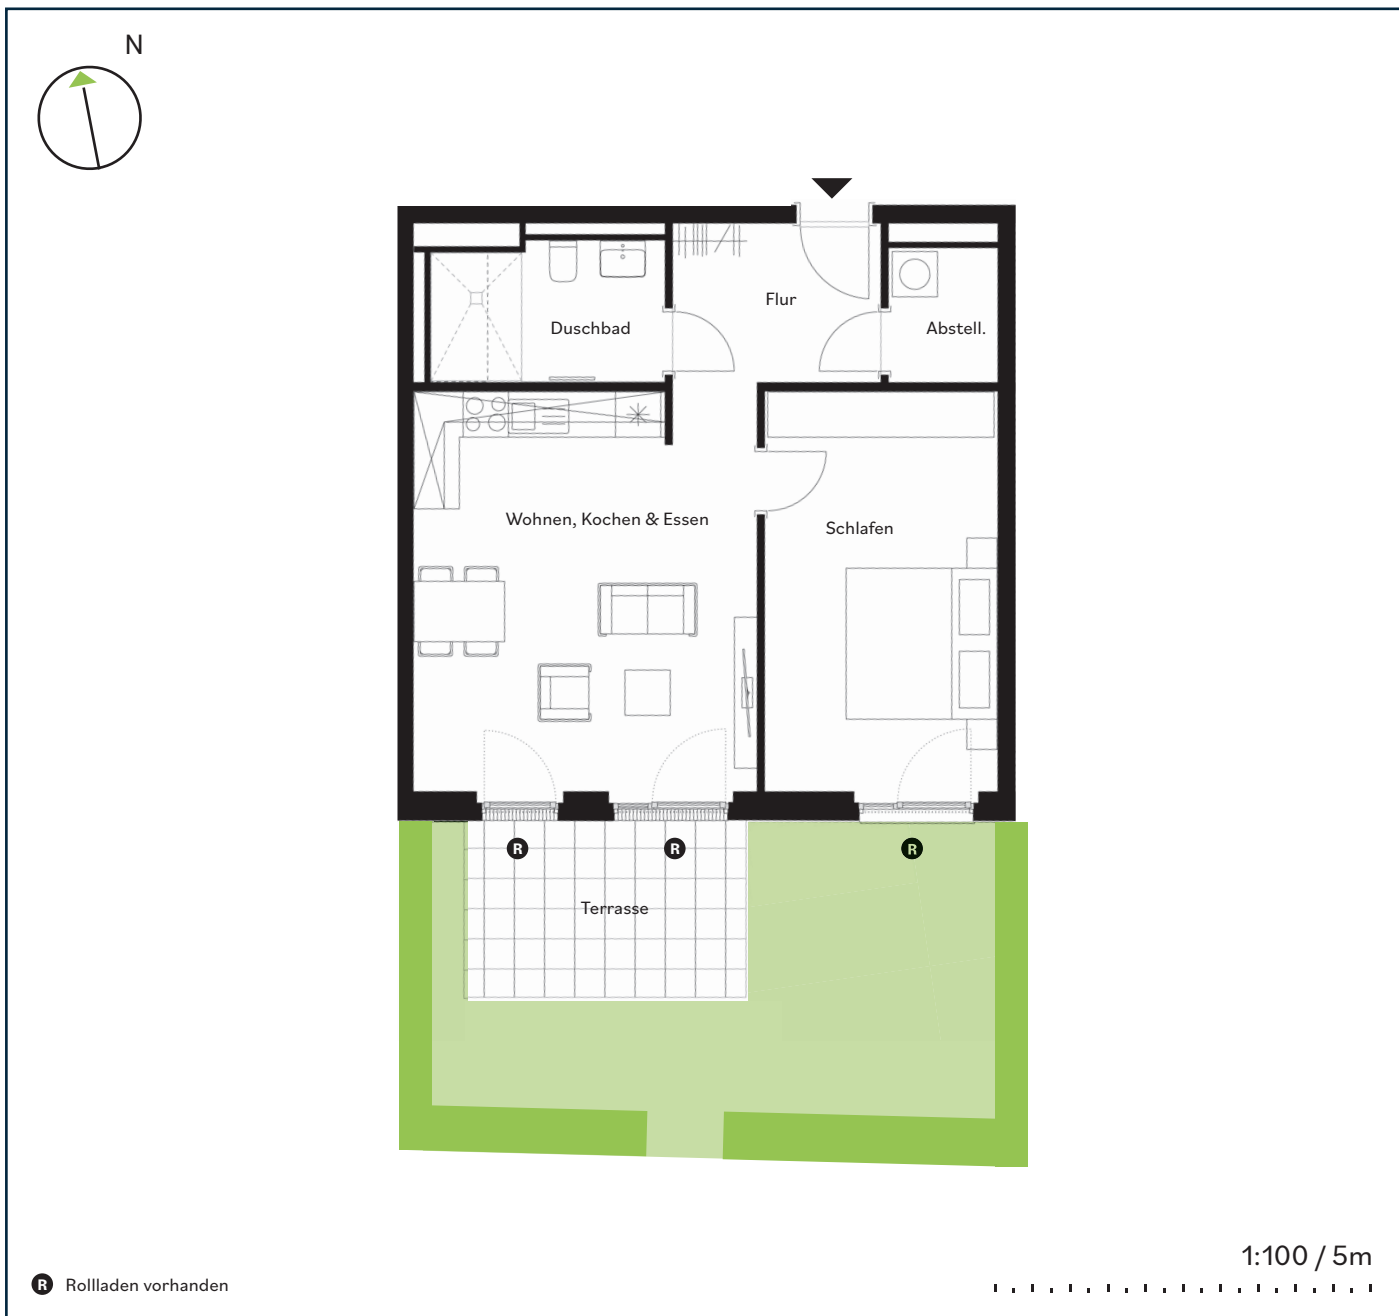 N
Flur
Duschbad
Abstell.
Wohnen, Kochen & Essen
Schlafen
R
R
R
Terrasse
1:100 / 5m
R Rollladen vorhanden